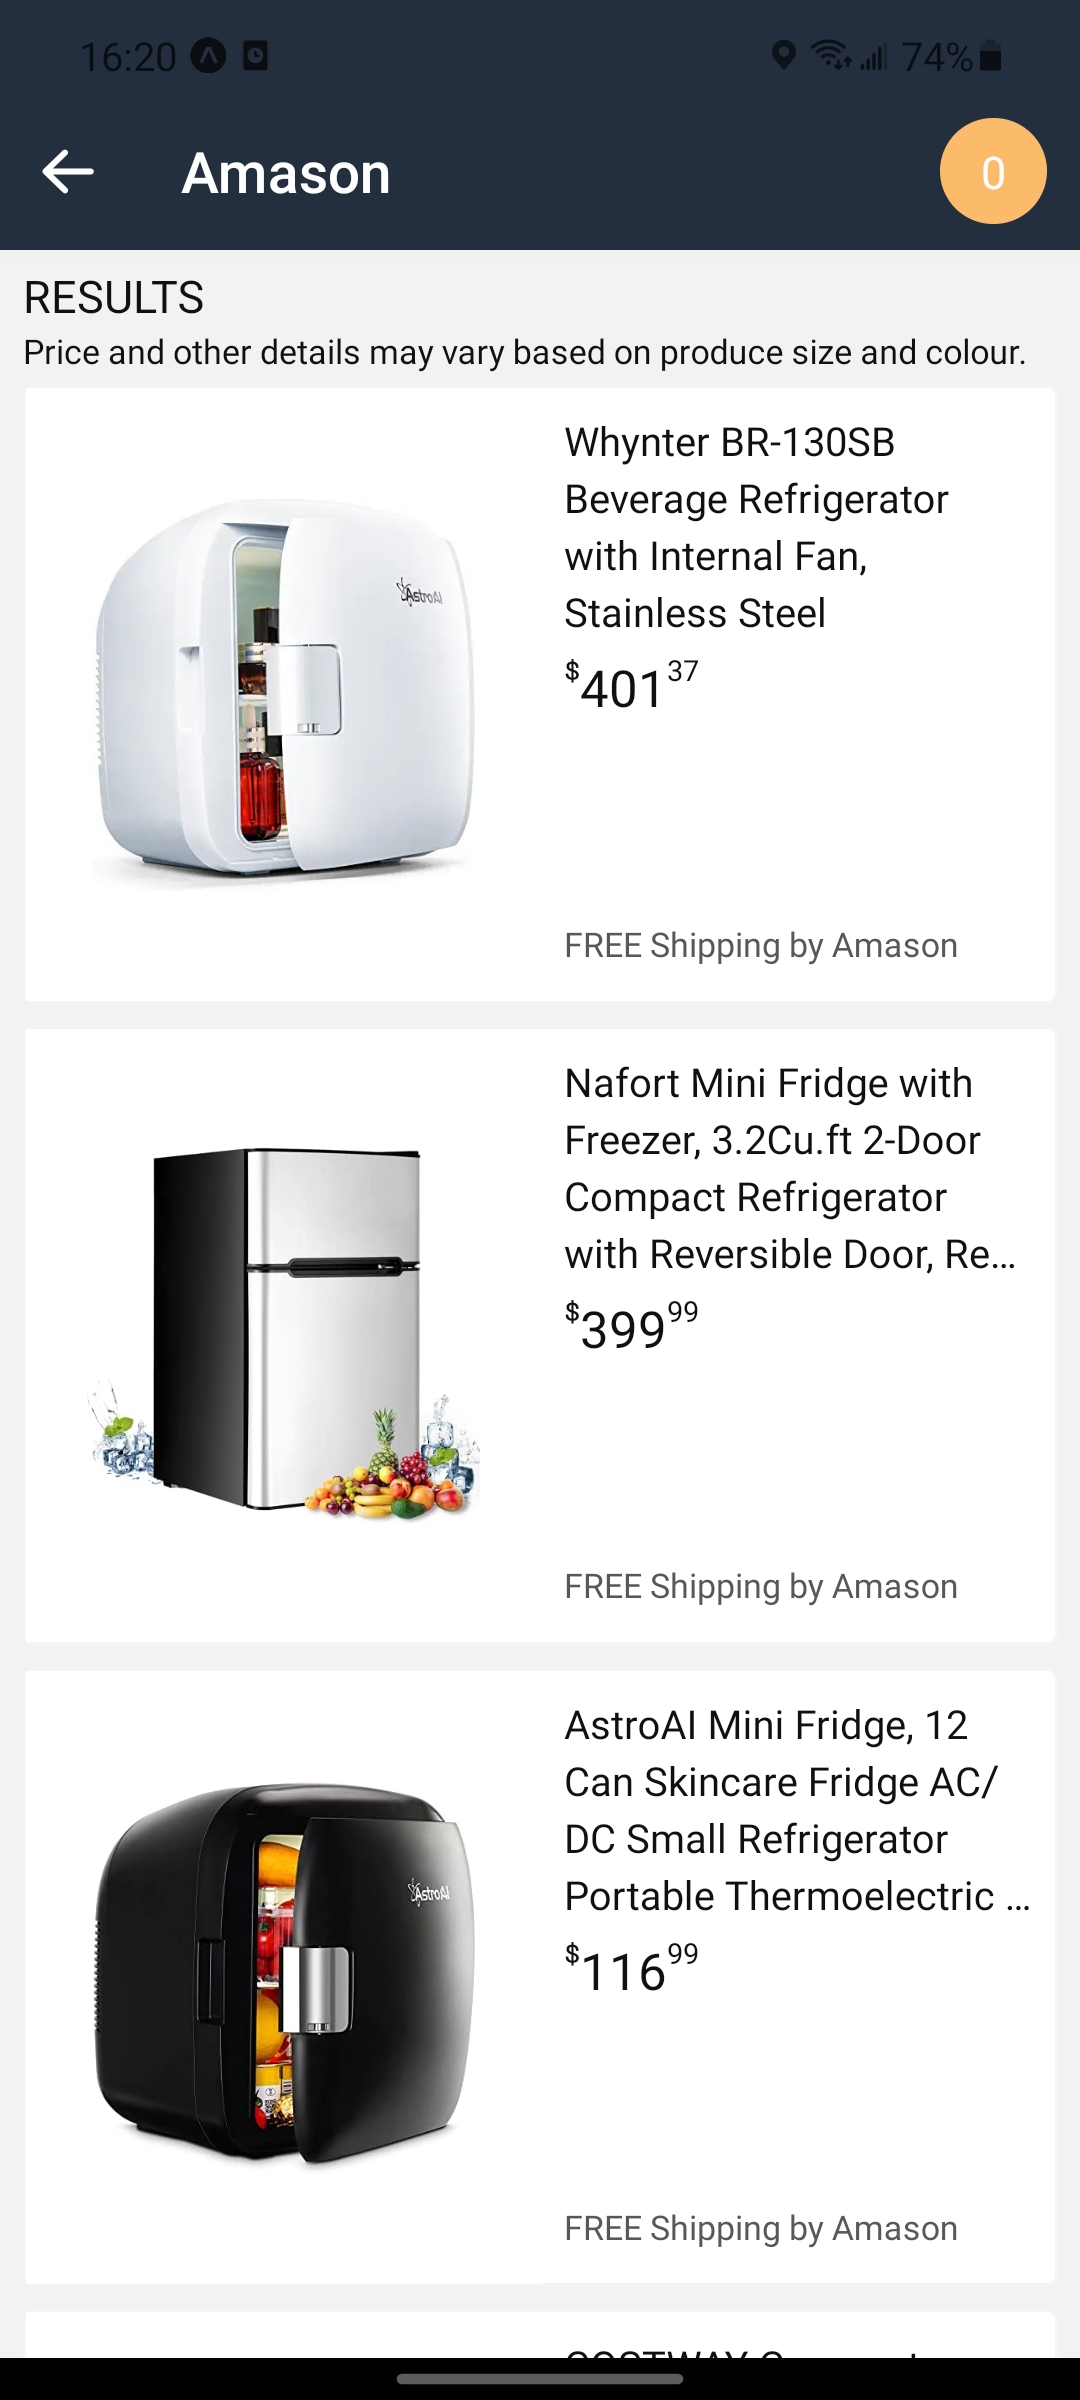 16:20
74%
Amason
0
RESULTS
Price and other details may vary based on produce size and colour.
AstroAI
Whynter BR-130SB
Beverage Refrigerator
with Internal Fan,
Stainless Steel
$401 37
FREE Shipping by Amason
Nafort Mini Fridge with
Freezer, 3.2Cu.ft 2-Door
Compact Refrigerator
with Reversible Door, Re...
$399 99
FREE Shipping by Amason
AstroAI
AstroAI Mini Fridge, 12
Can Skincare Fridge AC/
DC Small Refrigerator
Portable Thermoelectric ...
$116 99
FREE Shipping by Amason